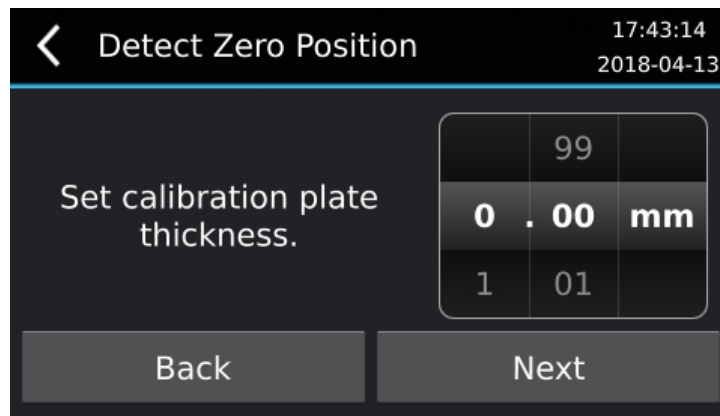 Detect Zero Position
17:43:14
2018-04-13
Set calibration plate
thickness.
99
0 . 00 mm
1 01
Back Next